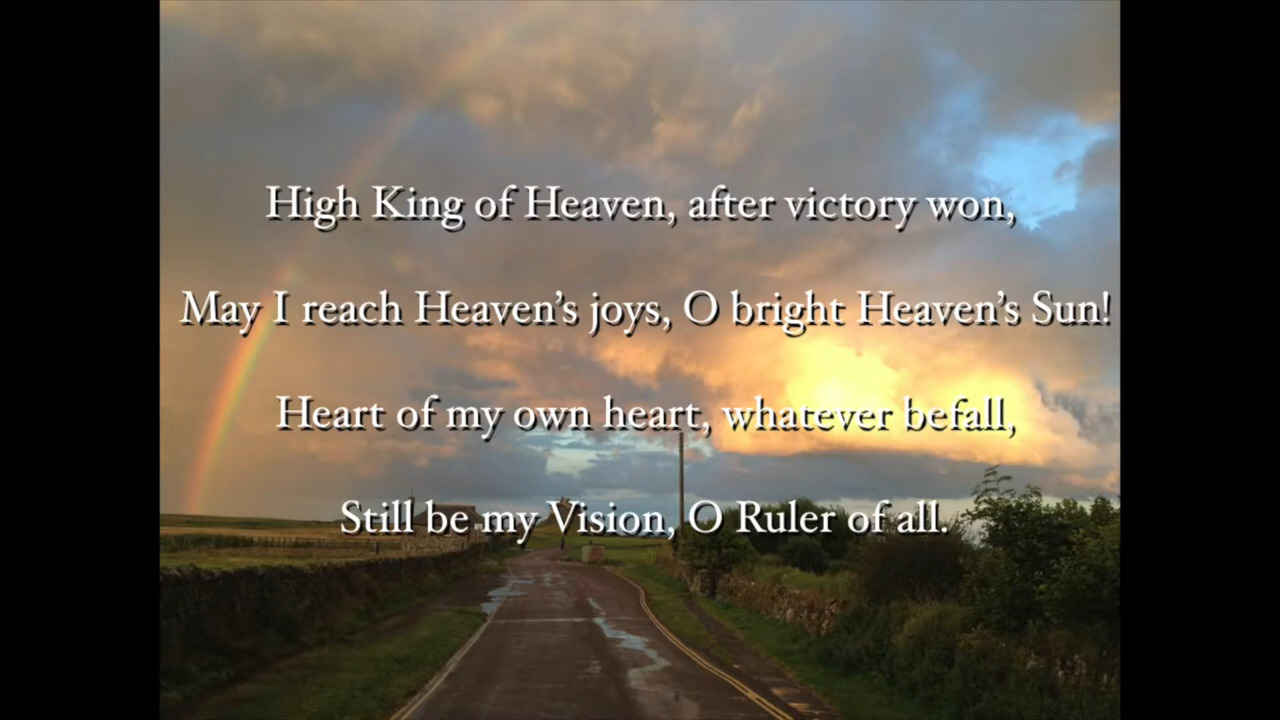 High King of Heaven, after victory won,
May I reach Heaven's joys, O bright Heaven's Sun!
Heart of my own heart, whatever befall,
Still be my Vision, O Ruler of all.